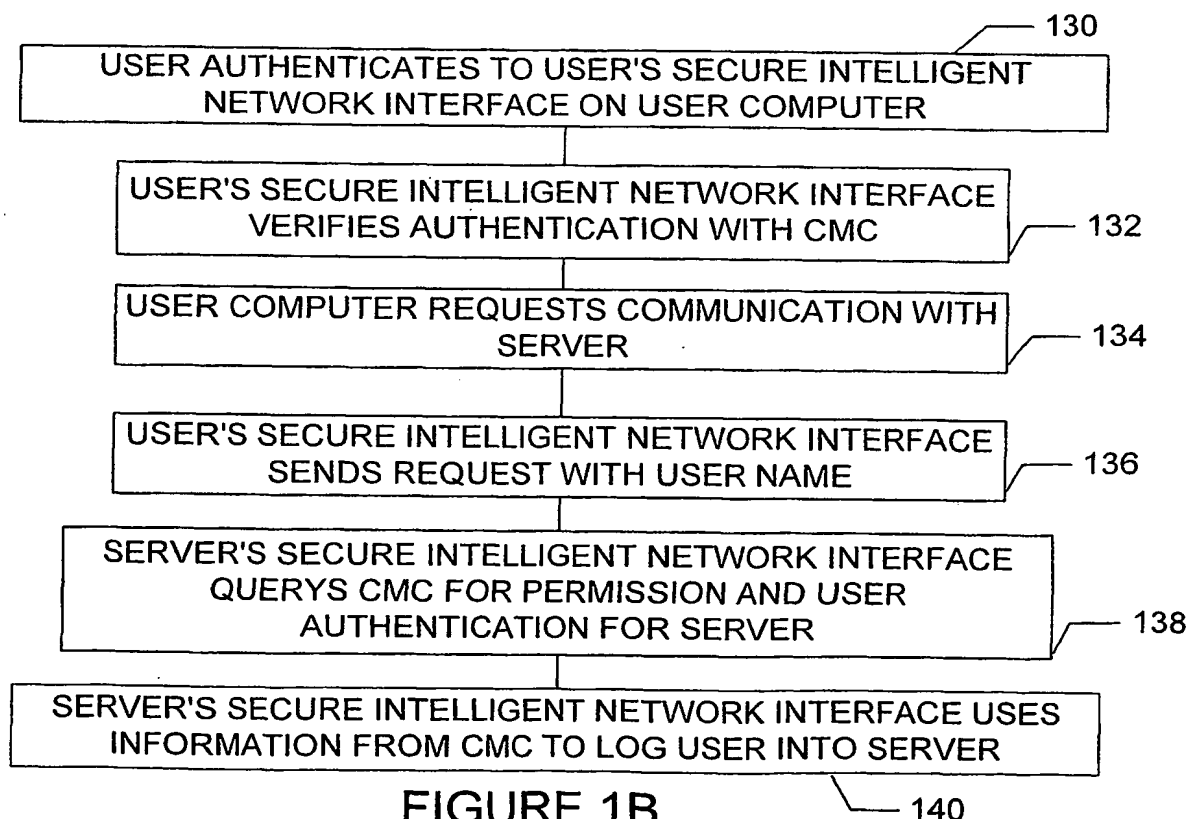 130
USER AUTHENTICATES TO USER'S SECURE INTELLIGENT
NETWORK INTERFACE ON USER COMPUTER
USER'S SECURE INTELLIGENT NETWORK INTERFACE
VERIFIES AUTHENTICATION WITH CMC
132
USER COMPUTER REQUESTS COMMUNICATION WITH
SERVER
134
USER'S SECURE INTELLIGENT NETWORK INTERFACE
SENDS REQUEST WITH USER NAME
136
SERVER'S SECURE INTELLIGENT NETWORK INTERFACE
QUERYS CMC FOR PERMISSION AND USER
AUTHENTICATION FOR SERVER
138
SERVER'S SECURE INTELLIGENT NETWORK INTERFACE USES
INFORMATION FROM CMC TO LOG USER INTO SERVER
140
FIGURE 1B